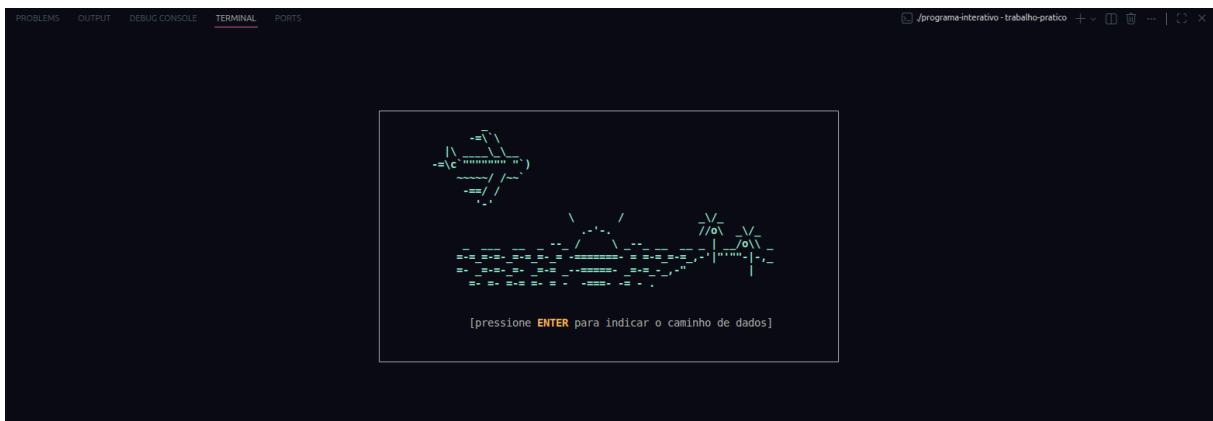 PROBLEMS OUTPUT DEBUG CONSOLE TERMINAL PORTS
./programa-interativo - trabalho-pratico
[pressione ENTER para indicar o caminho de dados]